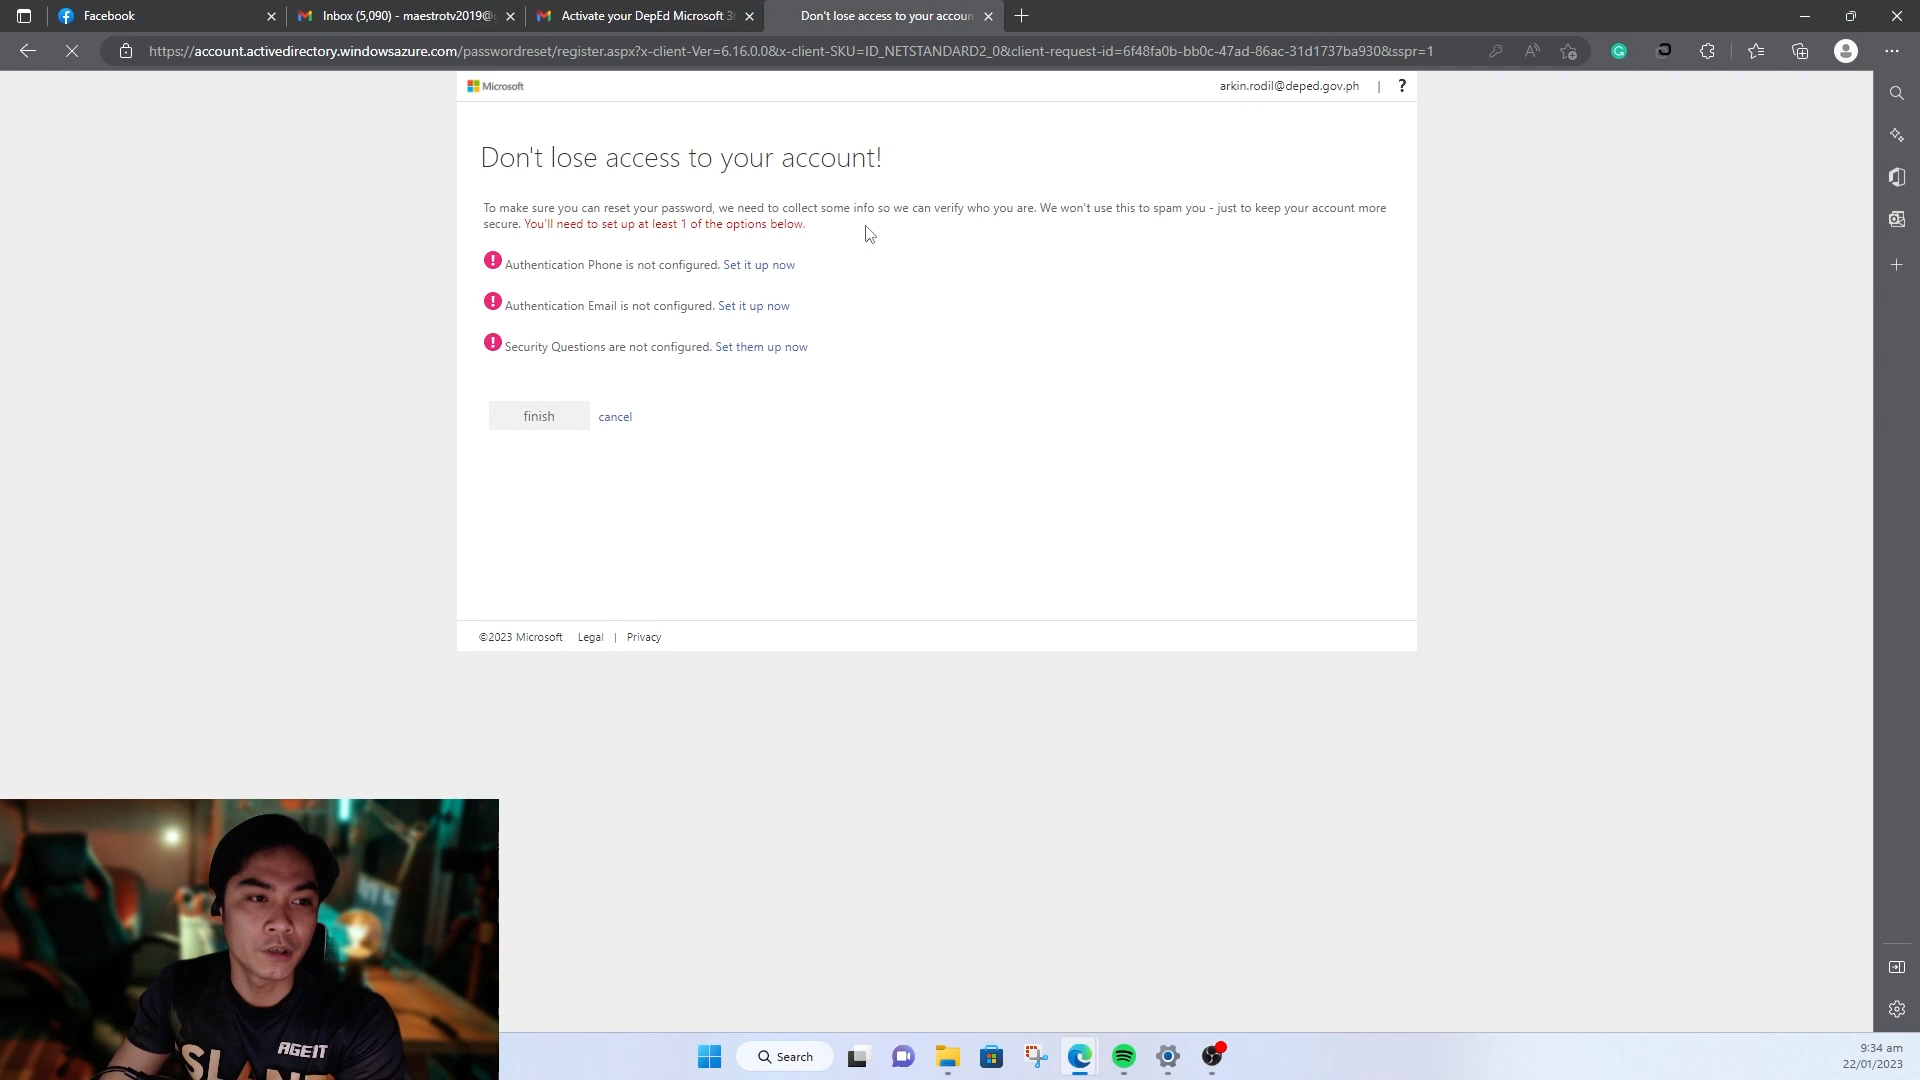 Facebook
Inbox (5,090) - maestrotv2019@
Activate your DepEd Microsoft 3
Don't lose access to your accoun
https://account.activedirectory.windowsazure.com/passwordreset/register.aspx?x-client-Ver=6.16.0.0&x-client-SKU=ID_NETSTANDARD2_0&client-request-id=6f48fa0b-bb0c-47ad-86ac-31d1737ba930&sspr=1
Microsoft
arkin.rodil@deped.gov.ph | ?
Don't lose access to your account!
To make sure you can reset your password, we need to collect some info so we can verify who you are. We won't use this to spam you - just to keep your account more
secure. You'll need to set up at least 1 of the options below.
! Authentication Phone is not configured. Set it up now
! Authentication Email is not configured. Set it up now
! Security Questions are not configured. Set them up now
finish cancel
©2023 Microsoft Legal | Privacy
AGEIT
Search
9:34 am
22/01/2023